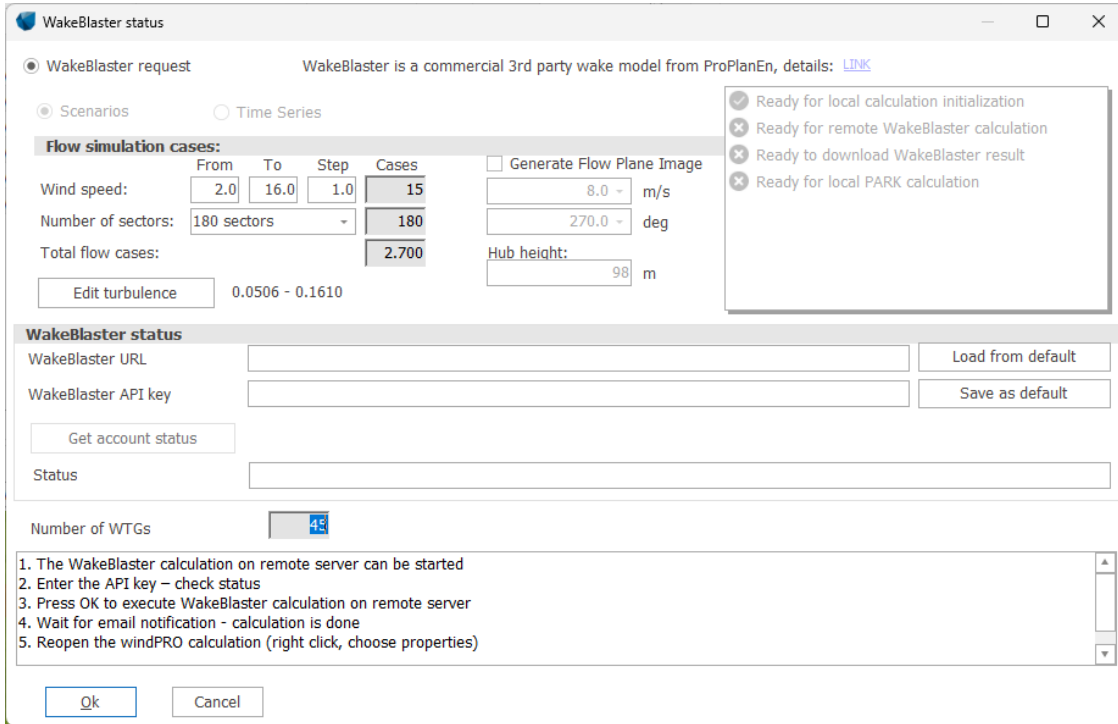 WakeBlaster status
WakeBlaster request WakeBlaster is a commercial 3rd party wake model from ProPlanEn, details: LINK
Scenarios Time Series
Ready for local calculation initialization
Ready for remote WakeBlaster calculation
Ready to download WakeBlaster result
Ready for local PARK calculation
Flow simulation cases:
From To Step Cases
Wind speed: 2.0 16.0 1.0 15
Number of sectors: 180 sectors 180
Total flow cases: 2.700
Edit turbulence 0.0506 - 0.1610
Generate Flow Plane Image
8.0 m/s
270.0 deg
Hub height:
98 m
WakeBlaster status
WakeBlaster URL Load from default
WakeBlaster API key Save as default
Get account status
Status
Number of WTGs 45
1. The WakeBlaster calculation on remote server can be started
2. Enter the API key – check status
3. Press OK to execute WakeBlaster calculation on remote server
4. Wait for email notification - calculation is done
5. Reopen the windPRO calculation (right click, choose properties)
Ok Cancel